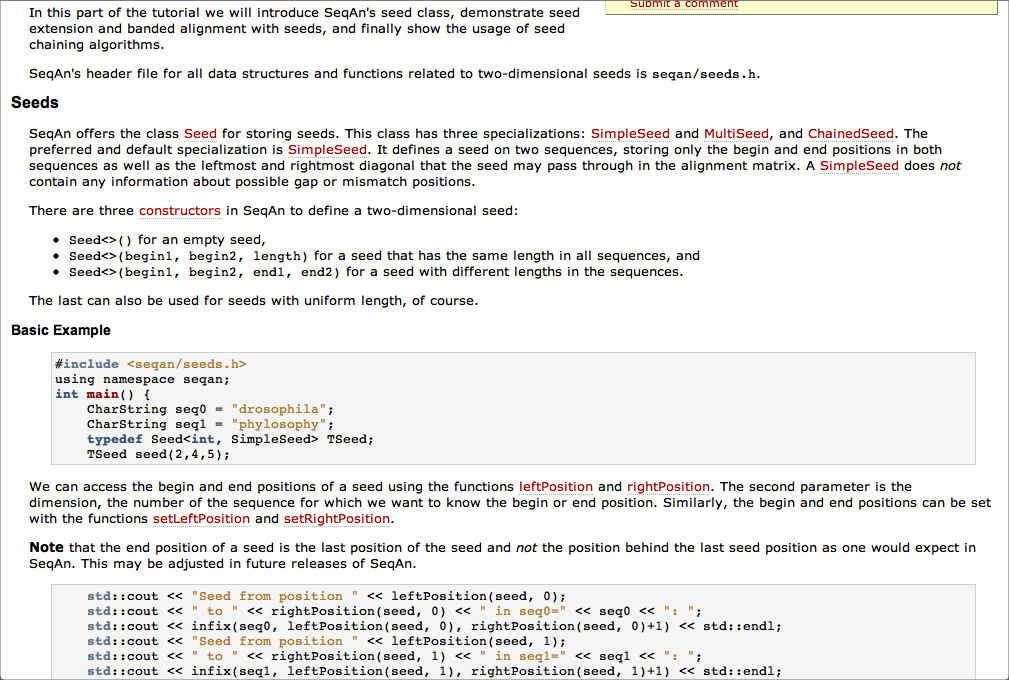 In this part of the tutorial we will introduce SeqAn's seed class, demonstrate seed
extension and banded alignment with seeds, and finally show the usage of seed
chaining algorithms.
Submit a comment
SeqAn's header file for all data structures and functions related to two-dimensional seeds is seqan/seeds.h.
Seeds
SeqAn offers the class Seed for storing seeds. This class has three specializations: SimpleSeed and MultiSeed, and ChainedSeed. The
preferred and default specialization is SimpleSeed. It defines a seed on two sequences, storing only the begin and end positions in both
sequences as well as the leftmost and rightmost diagonal that the seed may pass through in the alignment matrix. A SimpleSeed does not
contain any information about possible gap or mismatch positions.
There are three constructors in SeqAn to define a two-dimensional seed:
• Seed<>() for an empty seed,
• Seed<>(begin1, begin2, length) for a seed that has the same length in all sequences, and
• Seed<>(begin1, begin2, end1, end2) for a seed with different lengths in the sequences.
The last can also be used for seeds with uniform length, of course.
Basic Example
#include <seqan/seeds.h>
using namespace seqan;
int main() {
    CharString seq0 = "drosophila";
    CharString seq1 = "phylosophy";
    typedef Seed<int, SimpleSeed> TSeed;
    TSeed seed(2,4,5);
We can access the begin and end positions of a seed using the functions leftPosition and rightPosition. The second parameter is the
dimension, the number of the sequence for which we want to know the begin or end position. Similarly, the begin and end positions can be set
with the functions setLeftPosition and setRightPosition.
Note that the end position of a seed is the last position of the seed and not the position behind the last seed position as one would expect in
SeqAn. This may be adjusted in future releases of SeqAn.
    std::cout << "Seed from position " << leftPosition(seed, 0);
    std::cout << " to " << rightPosition(seed, 0) << " in seq0=" << seq0 << ": ";
    std::cout << infix(seq0, leftPosition(seed, 0), rightPosition(seed, 0)+1) << std::endl;
    std::cout << "Seed from position " << leftPosition(seed, 1);
    std::cout << " to " << rightPosition(seed, 1) << " in seq1=" << seq1 << ": ";
    std::cout << infix(seq1, leftPosition(seed, 1), rightPosition(seed, 1)+1) << std::endl;